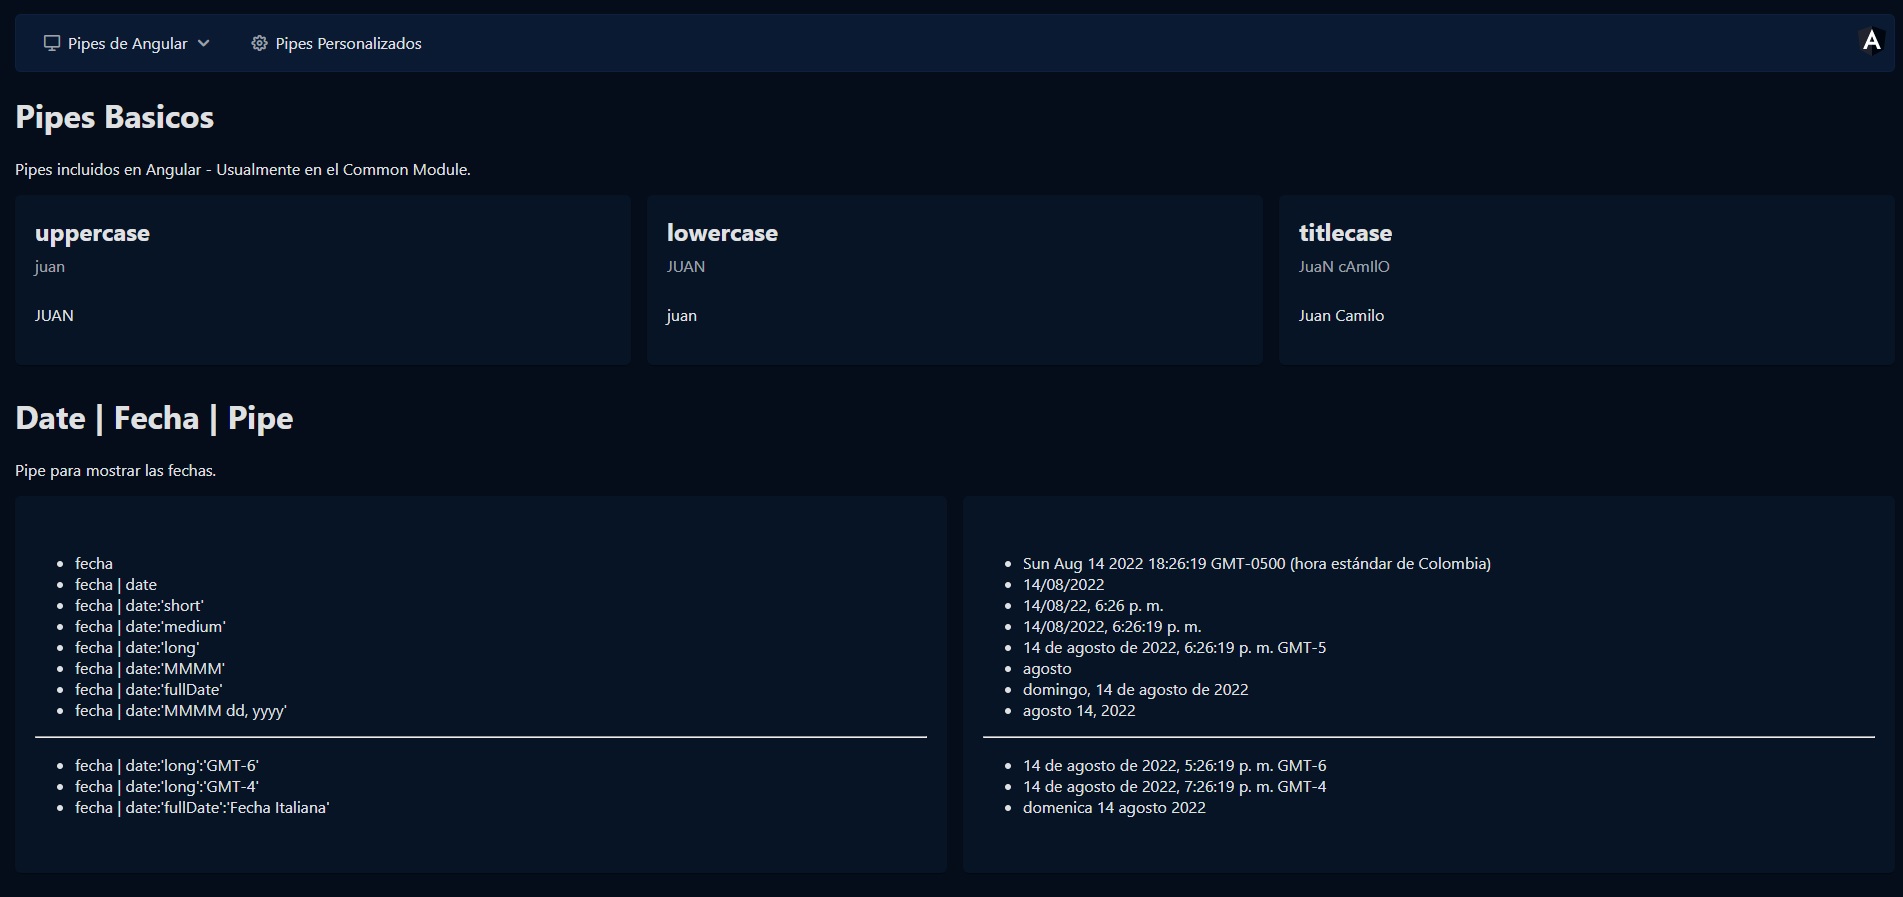 Pipes de Angular
Pipes Personalizados
Pipes Basicos
Pipes incluidos en Angular - Usualmente en el Common Module.
uppercase
juan
JUAN
lowercase
JUAN
juan
titlecase
JuaN cAmIlO
Juan Camilo
Date | Fecha | Pipe
Pipe para mostrar las fechas.
fecha
fecha | date
fecha | date:'short'
fecha | date:'medium'
fecha | date:'long'
fecha | date:'MMMM'
fecha | date:'fullDate'
fecha | date:'MMMM dd, yyyy'
fecha | date:'long':'GMT-6'
fecha | date:'long':'GMT-4'
fecha | date:'fullDate':'Fecha Italiana'
Sun Aug 14 2022 18:26:19 GMT-0500 (hora estándar de Colombia)
14/08/2022
14/08/22, 6:26 p. m.
14/08/2022, 6:26:19 p. m.
14 de agosto de 2022, 6:26:19 p. m. GMT-5
agosto
domingo, 14 de agosto de 2022
agosto 14, 2022
14 de agosto de 2022, 5:26:19 p. m. GMT-6
14 de agosto de 2022, 7:26:19 p. m. GMT-4
domenica 14 agosto 2022